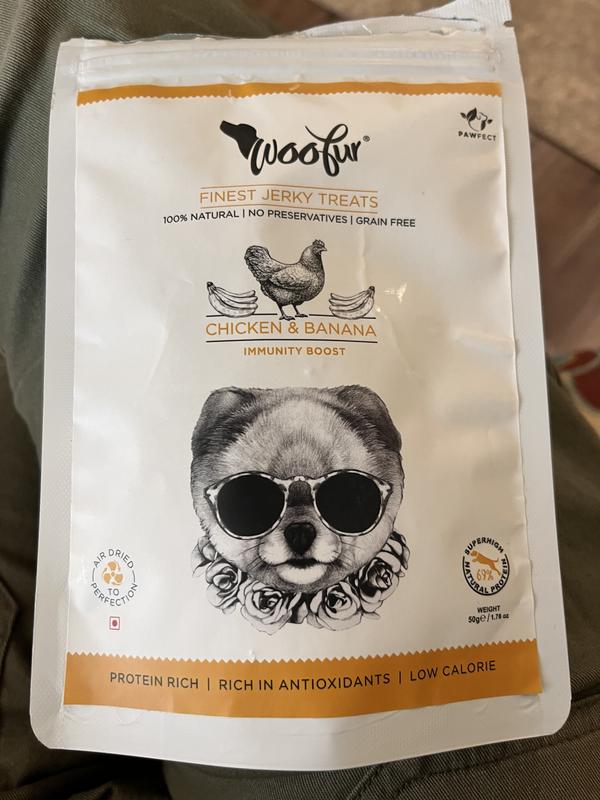 Woofur®
PAWFECT
FINEST JERKY TREATS
100% NATURAL | NO PRESERVATIVES | GRAIN FREE
CHICKEN & BANANA
IMMUNITY BOOST
AIR DRIED
TO
PERFECTION
SUPERHIGH
69%
NATURAL PROTEIN
WEIGHT
50g℮ / 1.76 oz
PROTEIN RICH | RICH IN ANTIOXIDANTS | LOW CALORIE